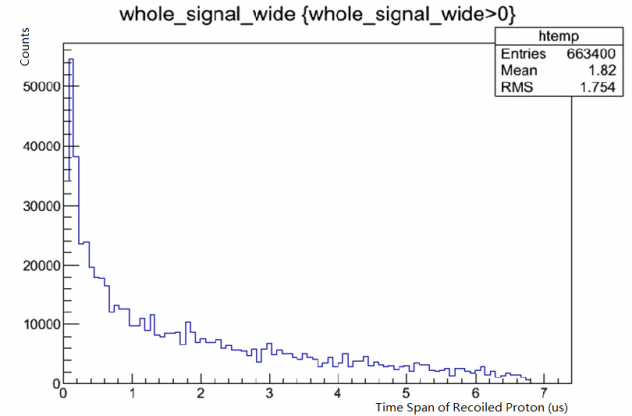 whole_signal_wide {whole_signal_wide>0}
Counts
htemp
Entries 663400
Mean 1.82
RMS 1.754
50000
40000
30000
20000
10000
0
0 1 2 3 4 5 6 7
Time Span of Recoiled Proton (us)